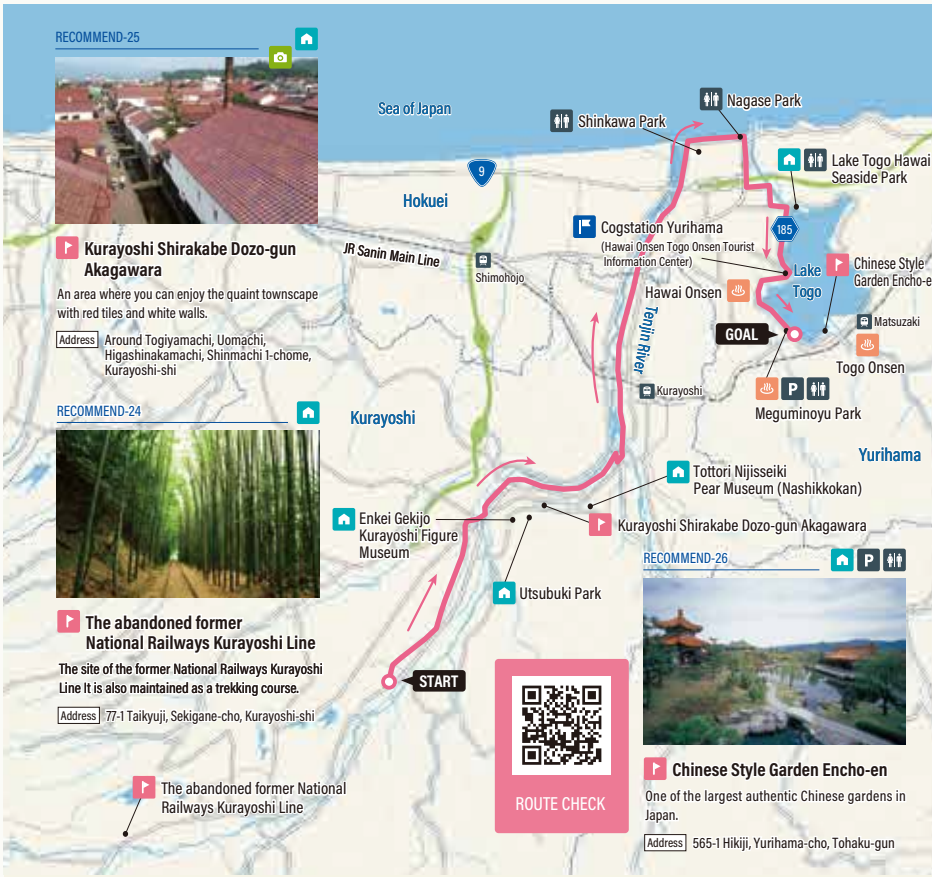 RECOMMEND-25
Kurayoshi Shirakabe Dozo-gun
Akagawara
An area where you can enjoy the quaint townscape
with red tiles and white walls.
Address Around Togiyamachi, Uomachi,
Higashinakamachi, Shinmachi 1-chome,
Kurayoshi-shi
RECOMMEND-24
The abandoned former
National Railways Kurayoshi Line
The site of the former National Railways Kurayoshi
Line It is also maintained as a trekking course.
Address 77-1 Taikyuji, Sekigane-cho, Kurayoshi-shi
The abandoned former National
Railways Kurayoshi Line
Sea of Japan
Shinkawa Park
Nagase Park
9
Hokuei
JR Sanin Main Line
Shimohojo
Lake Togo Hawai
Seaside Park
Cogstation Yurihama
(Hawai Onsen Togo Onsen Tourist
Information Center)
185
Lake
Togo
Chinese Style
Garden Encho-e
Hawai Onsen
Tenjin River
GOAL
Matsuzaki
Togo Onsen
Kurayoshi
P
Meguminoyu Park
Kurayoshi
Yurihama
Tottori Nijisseiki
Pear Museum (Nashikkokan)
Enkei Gekijo
Kurayoshi Figure
Museum
Kurayoshi Shirakabe Dozo-gun Akagawara
Utsubuki Park
START
ROUTE CHECK
RECOMMEND-26
P
Chinese Style Garden Encho-en
One of the largest authentic Chinese gardens in
Japan.
Address 565-1 Hikiji, Yurihama-cho, Tohaku-gun